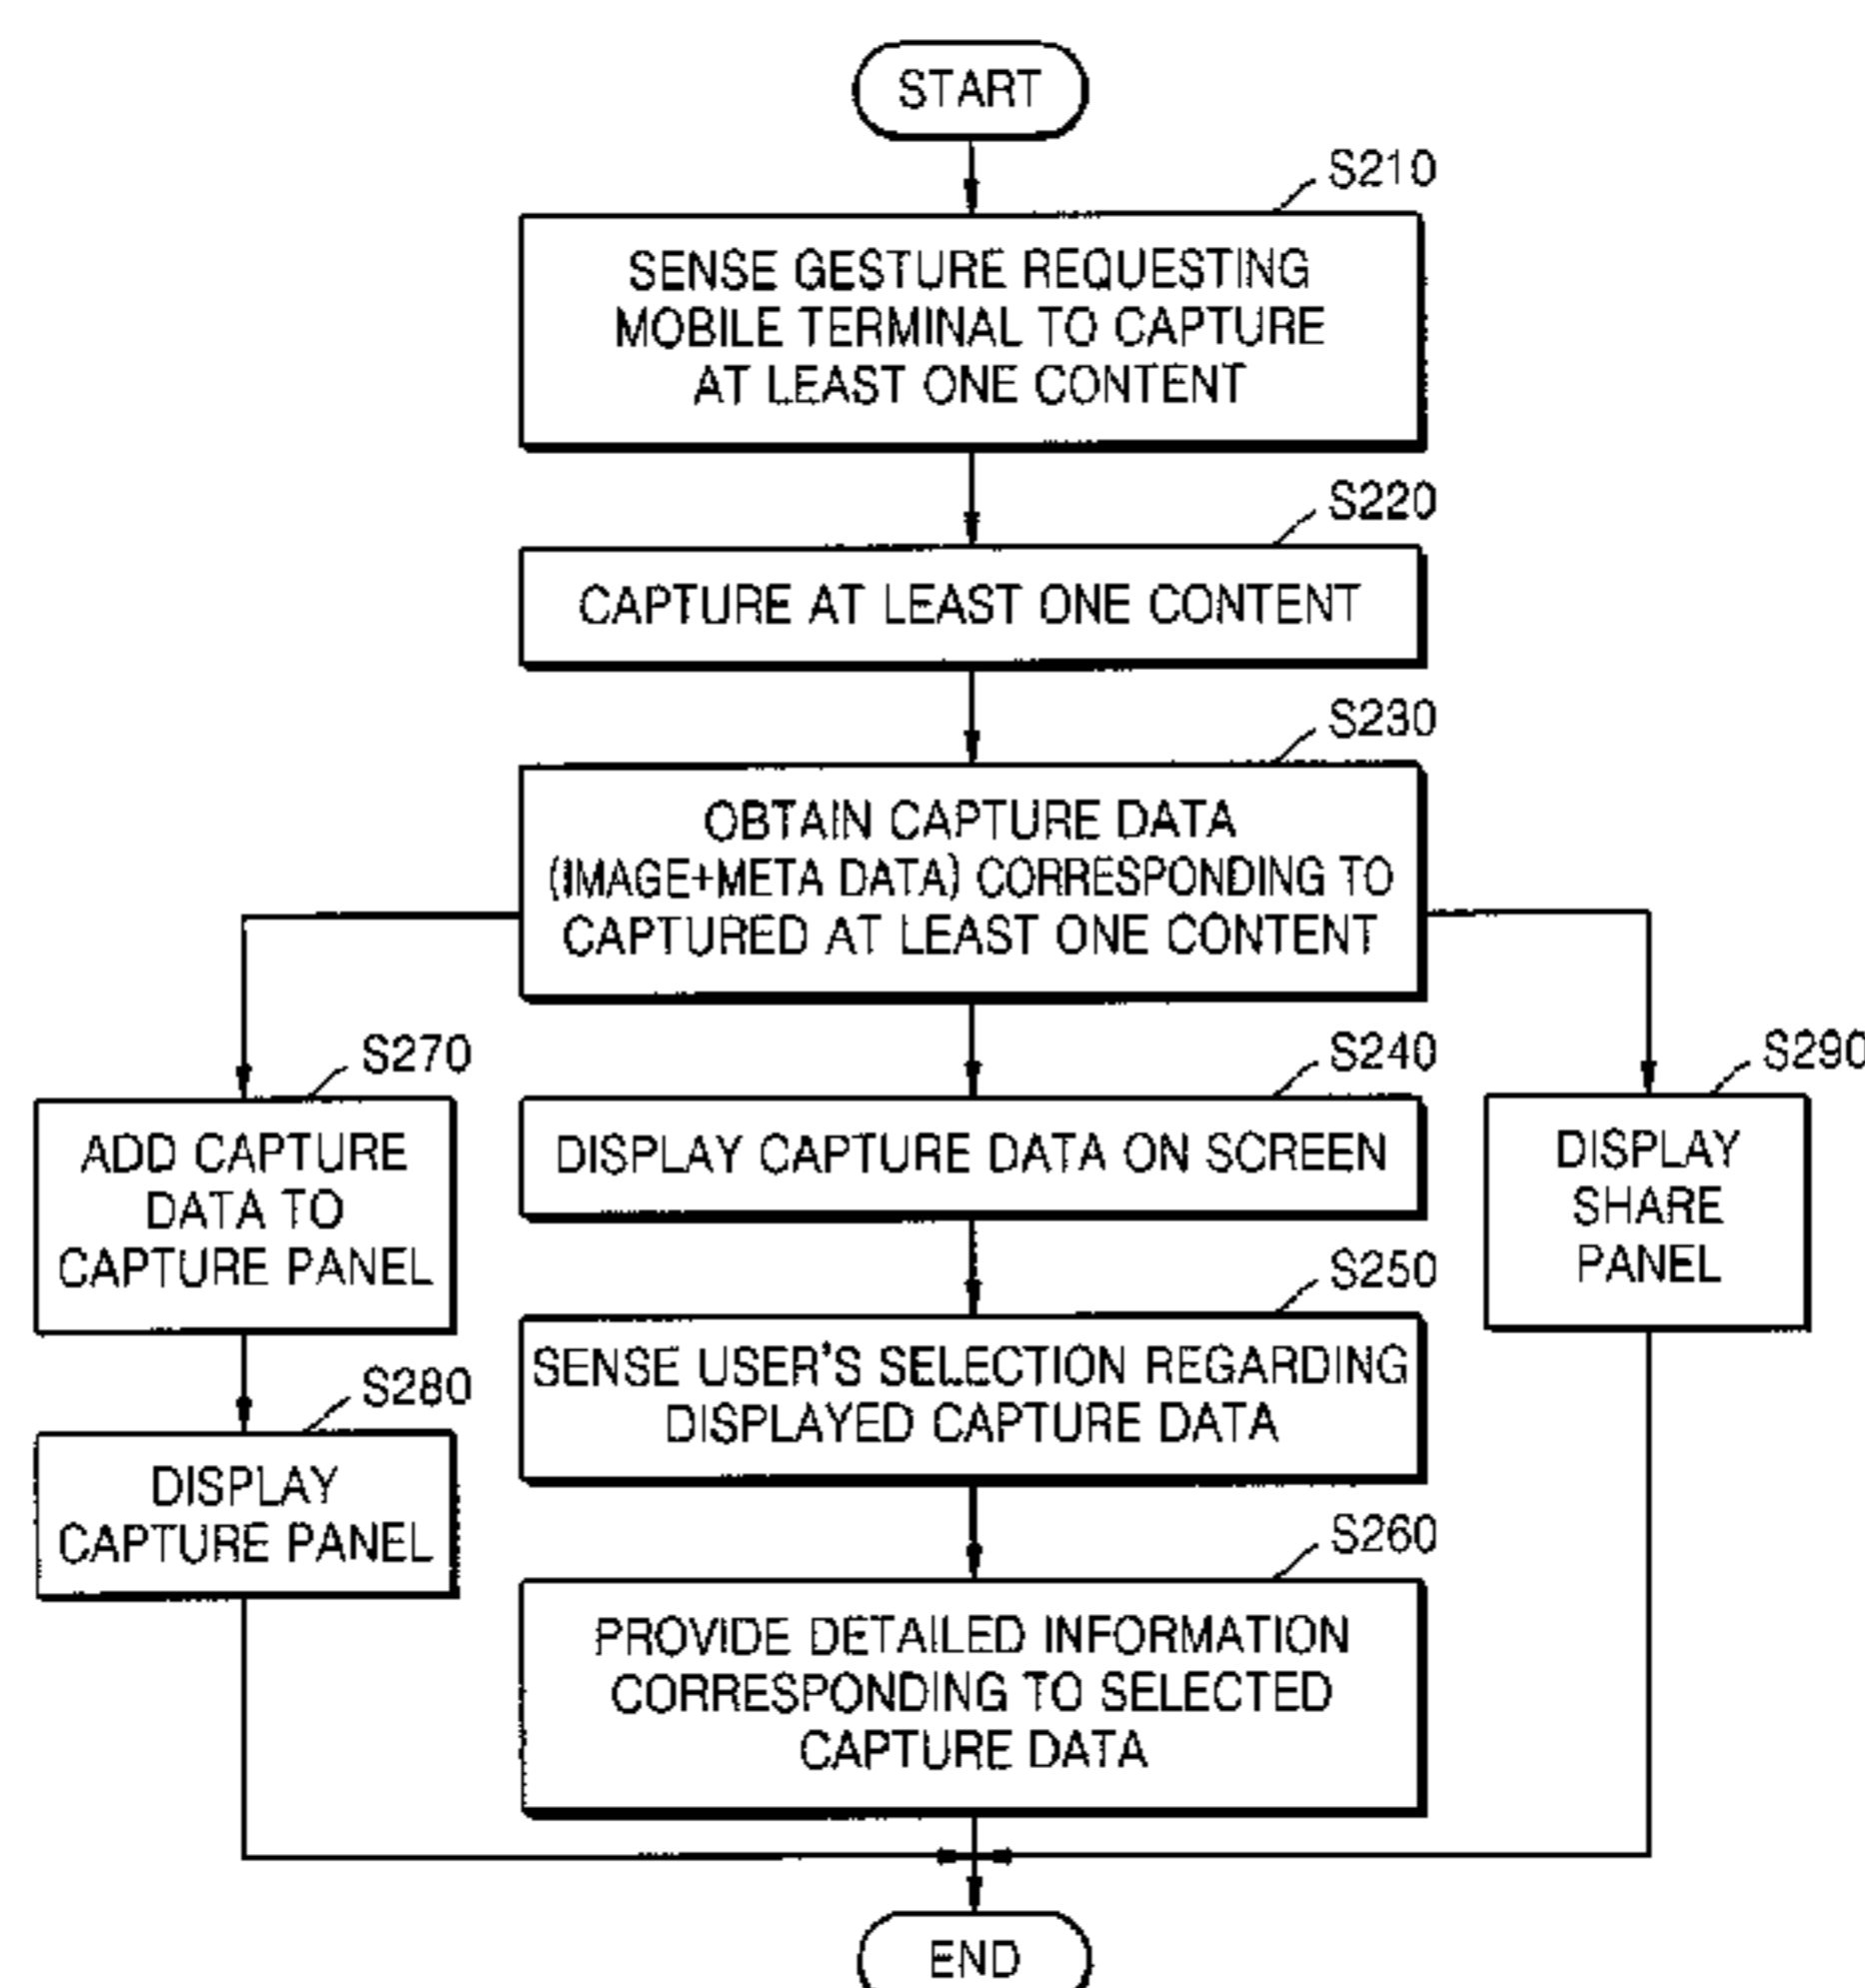 START
S210
SENSE GESTURE REQUESTING
MOBILE TERMINAL TO CAPTURE
AT LEAST ONE CONTENT
S220
CAPTURE AT LEAST ONE CONTENT
S230
OBTAIN CAPTURE DATA
(IMAGE+META DATA) CORRESPONDING TO
CAPTURED AT LEAST ONE CONTENT
S270
ADD CAPTURE
DATA TO
CAPTURE PANEL
S280
DISPLAY
CAPTURE PANEL
S240
DISPLAY CAPTURE DATA ON SCREEN
S250
SENSE USER'S SELECTION REGARDING
DISPLAYED CAPTURE DATA
S260
PROVIDE DETAILED INFORMATION
CORRESPONDING TO SELECTED
CAPTURE DATA
S290
DISPLAY
SHARE
PANEL
END